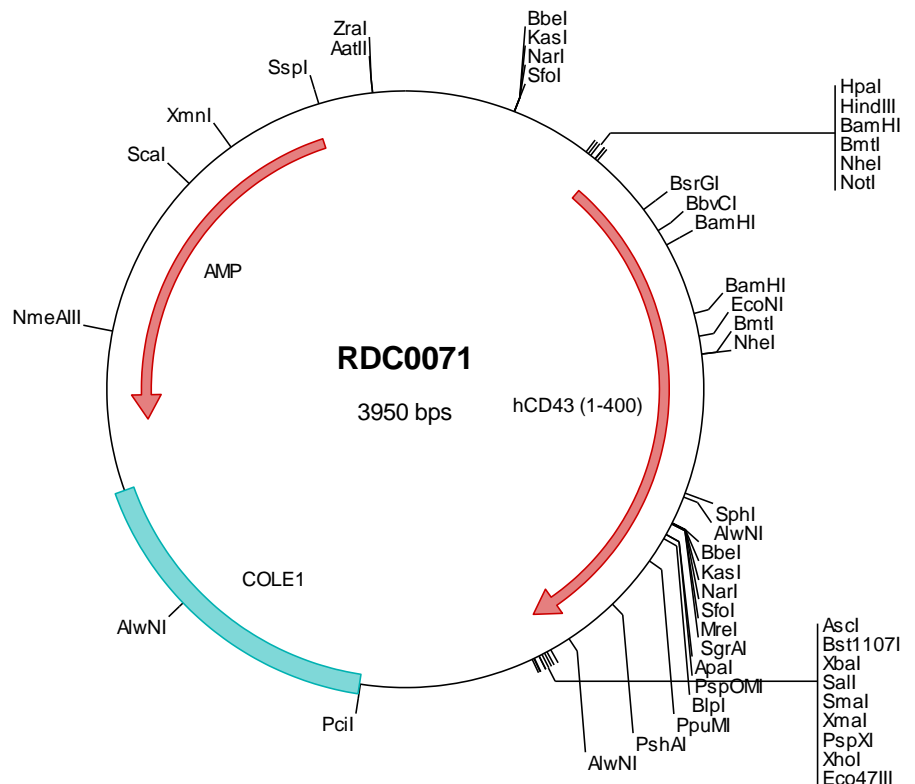 ZraI
AatII
SspI
XmnI
ScaI
NmeAIII
BbeI
KasI
NarI
SfoI
HpaI
HindIII
BamHI
BmtI
NheI
NotI
BsrGI
BbvCI
BamHI
BamHI
EcoNI
BmtI
NheI
AMP
RDC0071
3950 bps
hCD43 (1-400)
SphI
AlwNI
BbeI
KasI
NarI
SfoI
MreI
SgrAI
ApaI
PspOMI
BlpI
PpuMI
PshAI
AlwNI
AscI
Bst1107I
XbaI
SalI
SmaI
XmaI
PspXI
XhoI
Eco47III
COLE1
AlwNI
PciI